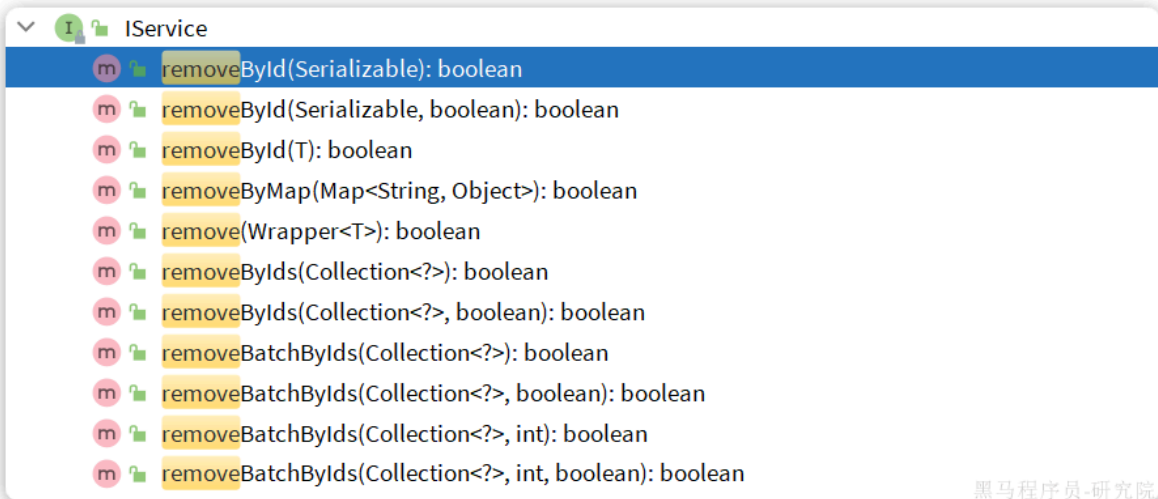 IService
removeById(Serializable): boolean
removeById(Serializable, boolean): boolean
removeById(T): boolean
removeByMap(Map<String, Object>): boolean
remove(Wrapper<T>): boolean
removeByIds(Collection<?>): boolean
removeByIds(Collection<?>, boolean): boolean
removeBatchByIds(Collection<?>): boolean
removeBatchByIds(Collection<?>, boolean): boolean
removeBatchByIds(Collection<?>, int): boolean
removeBatchByIds(Collection<?>, int, boolean): boolean
黑马程序员-研究院